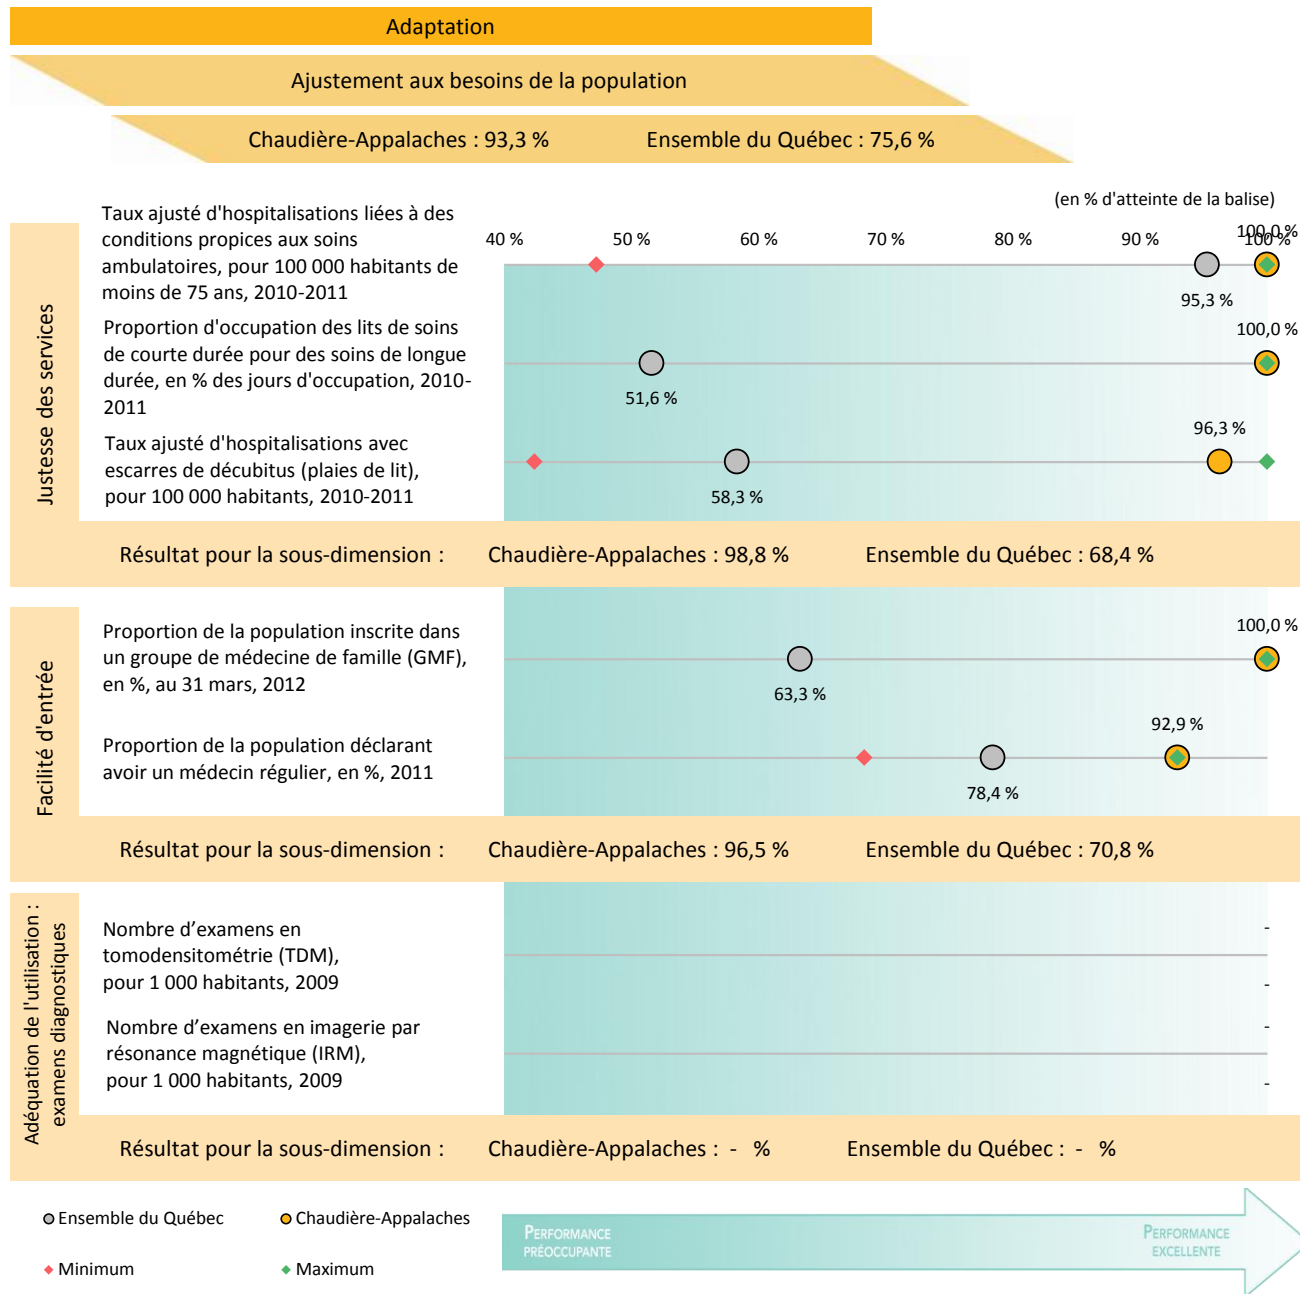 Adaptation
Ajustement aux besoins de la population
Chaudière-Appalaches : 93,3 % Ensemble du Québec : 75,6 %
(en % d'atteinte de la balise)
40 % 50 % 60 % 70 % 80 % 90 % 100 %
Justesse des services
Taux ajusté d'hospitalisations liées à des
conditions propices aux soins
ambulatoires, pour 100 000 habitants de
moins de 75 ans, 2010-2011
100,0 %
95,3 %
Proportion d'occupation des lits de soins
de courte durée pour des soins de longue
durée, en % des jours d'occupation, 2010-
2011
100,0 %
51,6 %
Taux ajusté d'hospitalisations avec
escarres de décubitus (plaies de lit),
pour 100 000 habitants, 2010-2011
96,3 %
58,3 %
Résultat pour la sous-dimension : Chaudière-Appalaches : 98,8 % Ensemble du Québec : 68,4 %
Facilité d'entrée
Proportion de la population inscrite dans
un groupe de médecine de famille (GMF),
en %, au 31 mars, 2012
100,0 %
63,3 %
Proportion de la population déclarant
avoir un médecin régulier, en %, 2011
92,9 %
78,4 %
Résultat pour la sous-dimension : Chaudière-Appalaches : 96,5 % Ensemble du Québec : 70,8 %
Adéquation de l'utilisation :
examens diagnostiques
Nombre d'examens en
tomodensitométrie (TDM),
pour 1 000 habitants, 2009
-
-
Nombre d'examens en imagerie par
résonance magnétique (IRM),
pour 1 000 habitants, 2009
-
-
Résultat pour la sous-dimension : Chaudière-Appalaches : - % Ensemble du Québec : - %
Ensemble du Québec Chaudière-Appalaches
Minimum Maximum
PERFORMANCE
PRÉOCCUPANTE
PERFORMANCE
EXCELLENTE